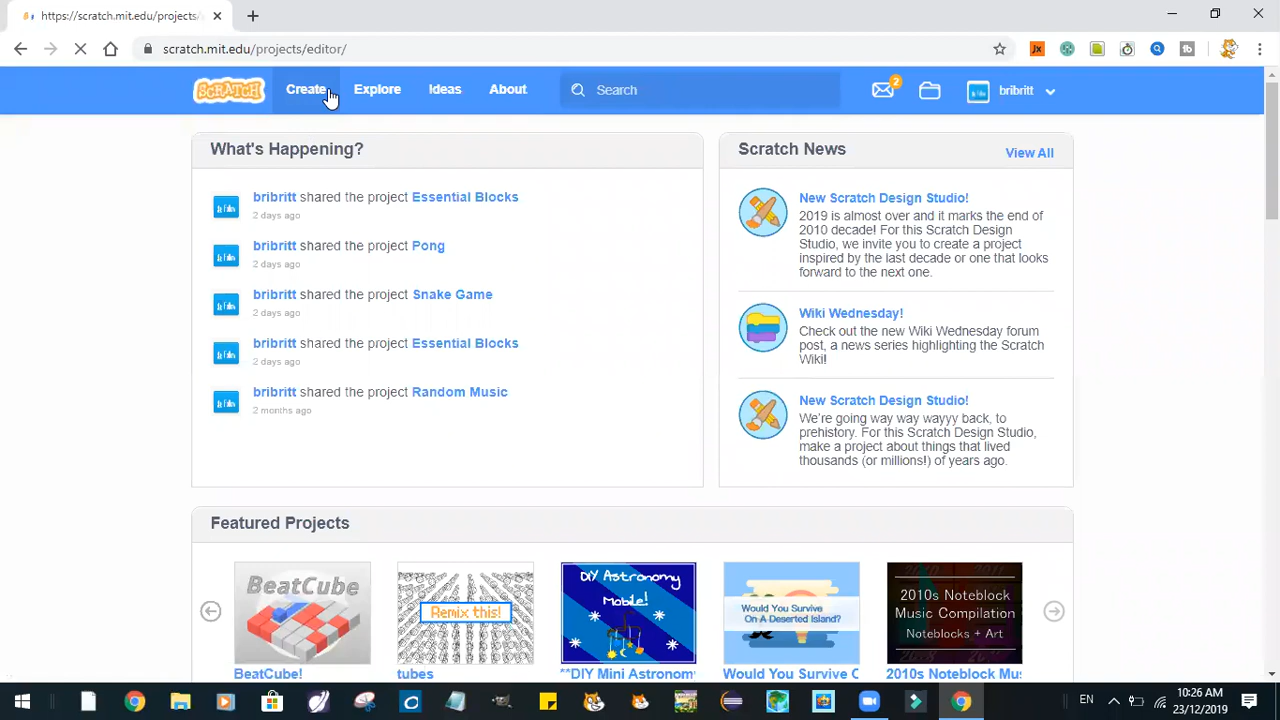 https://scratch.mit.edu/projects/
scratch.mit.edu/projects/editor/
Jx
tb
SCRATCH
Create
Explore
Ideas
About
Search
2
bribritt
What's Happening?
bribritt shared the project Essential Blocks
2 days ago
bribritt shared the project Pong
2 days ago
bribritt shared the project Snake Game
2 days ago
bribritt shared the project Essential Blocks
2 days ago
bribritt shared the project Random Music
2 months ago
Scratch News
View All
New Scratch Design Studio!
2019 is almost over and it marks the end of
2010 decade! For this Scratch Design
Studio, we invite you to create a project
inspired by the last decade or one that looks
forward to the next one.
Wiki Wednesday!
Check out the new Wiki Wednesday forum
post, a news series highlighting the Scratch
Wiki!
New Scratch Design Studio!
We're going way way wayyy back, to
prehistory. For this Scratch Design Studio,
make a project about things that lived
thousands (or millions!) of years ago.
Featured Projects
BeatCube
Remix this!
DIY Astronomy
Mobile!
Would You Survive
On A Deserted Island?
2010s Noteblock
Music Compilation
Noteblocks + Art
BeatCube!
tubes
**DIY Mini Astronom
Would You Survive O
2010s Noteblock Mus
EN
10:26 AM
23/12/2019